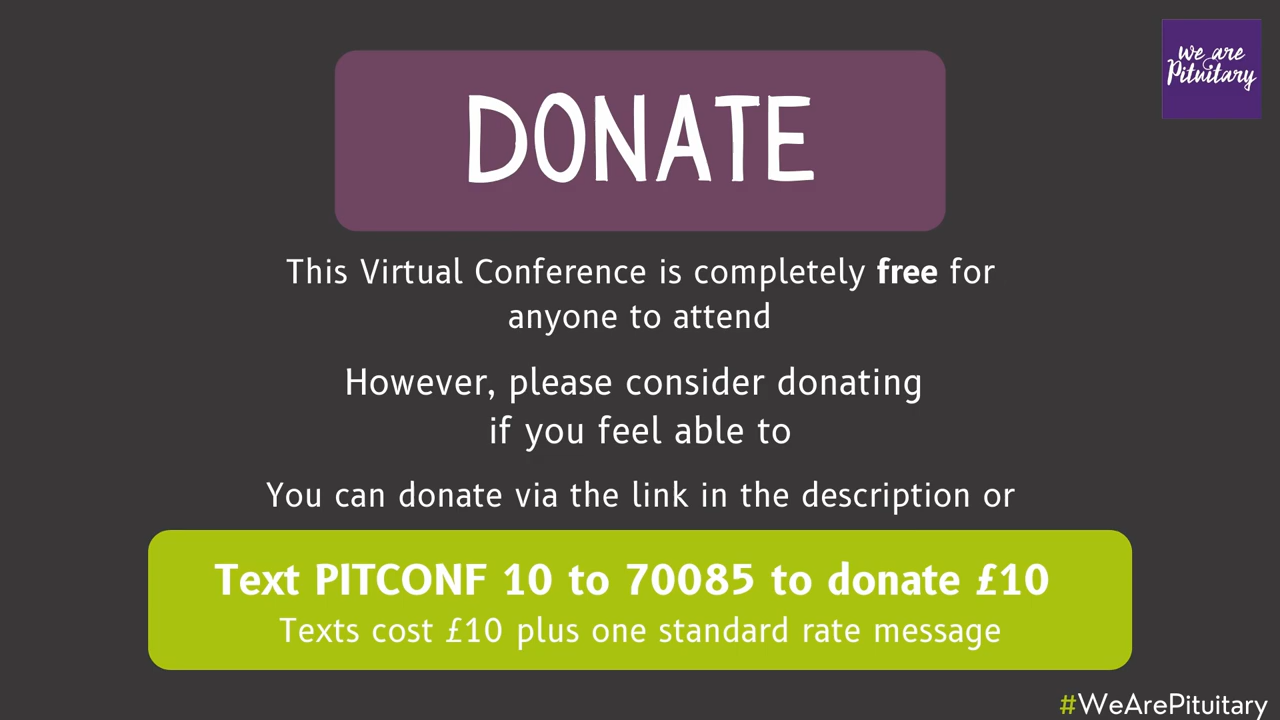 we are
Pituitary
DONATE
This Virtual Conference is completely free for
anyone to attend
However, please consider donating
if you feel able to
You can donate via the link in the description or
Text PITCONF 10 to 70085 to donate £10
Texts cost £10 plus one standard rate message
#WeArePituitary